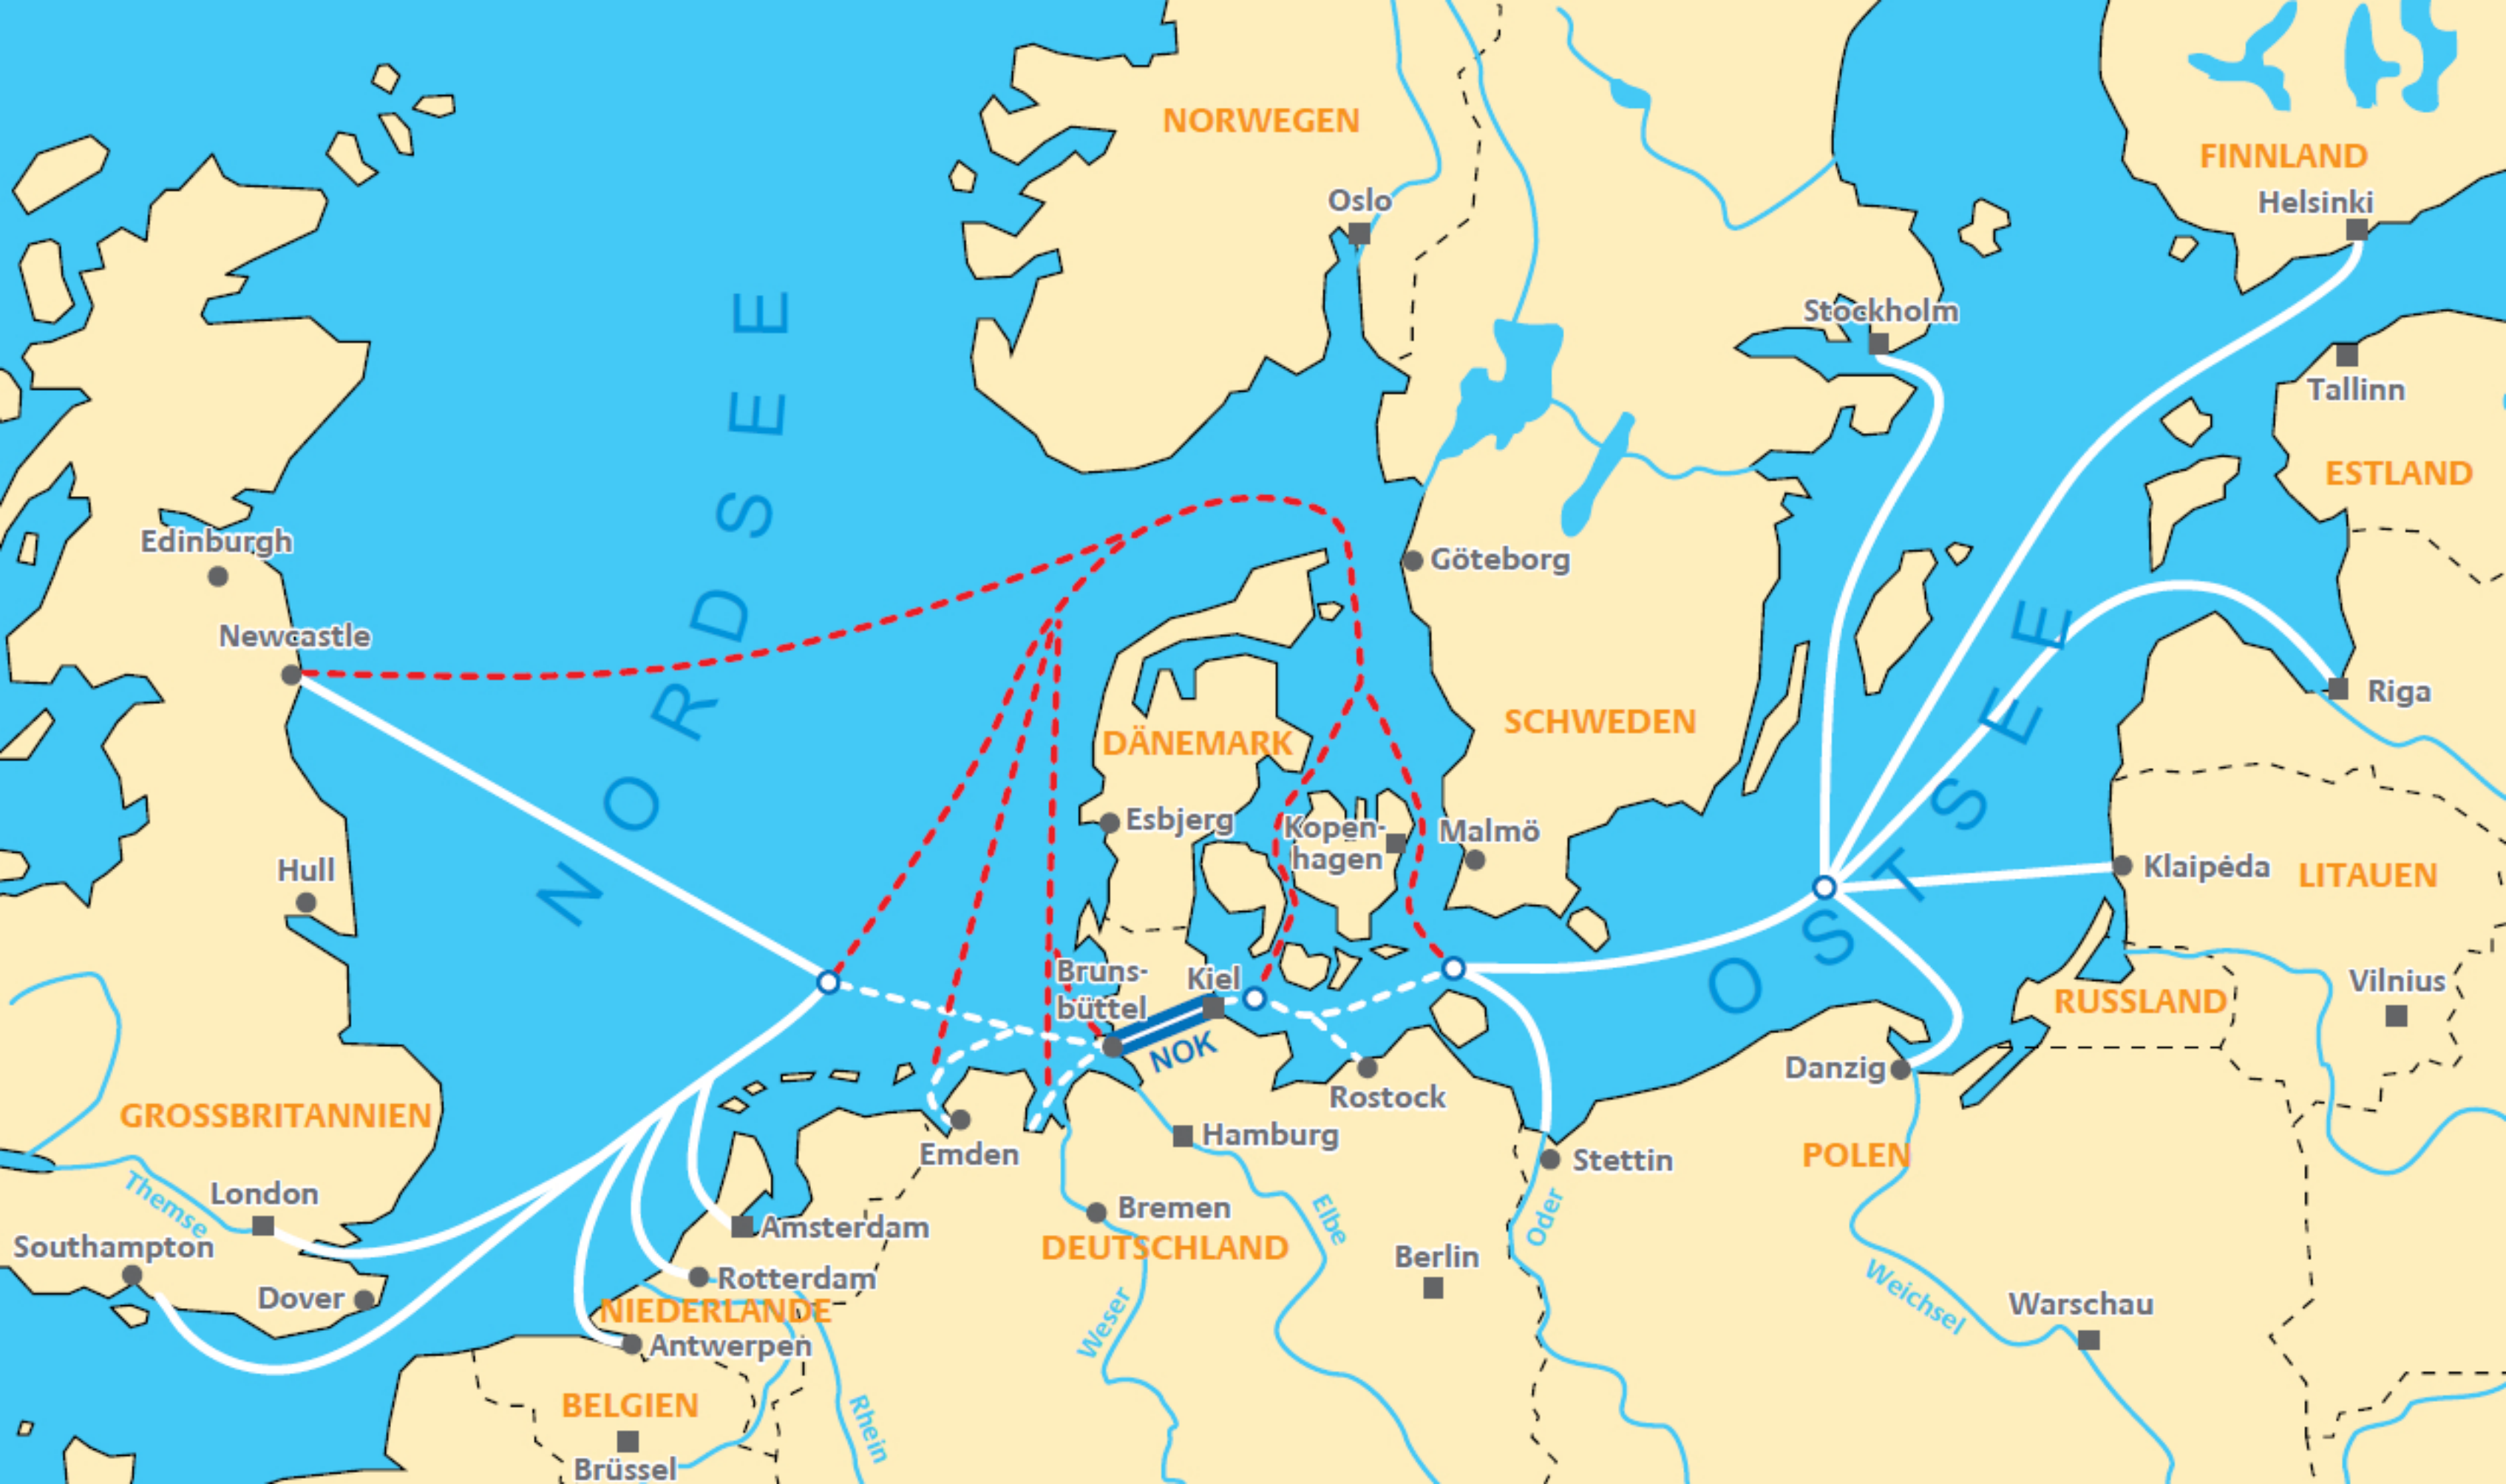 NORWEGEN
FINNLAND
Oslo
Helsinki
Stockholm
Tallinn
NORDSEE
ESTLAND
Edinburgh
Göteborg
Newcastle
Riga
SCHWEDEN
DÄNEMARK
Esbjerg
Kopen-
hagen
Malmö
OSTSEE
Hull
Klaipėda
LITAUEN
Bruns-
büttel
Kiel
NOK
RUSSLAND
Vilnius
Danzig
Rostock
GROSSBRITANNIEN
Emden
Hamburg
POLEN
Stettin
Themse
London
Bremen
Amsterdam
Elbe
Oder
Southampton
DEUTSCHLAND
Berlin
Dover
Rotterdam
NIEDERLANDE
Weser
Weichsel
Warschau
Antwerpen
BELGIEN
Rhein
Brüssel